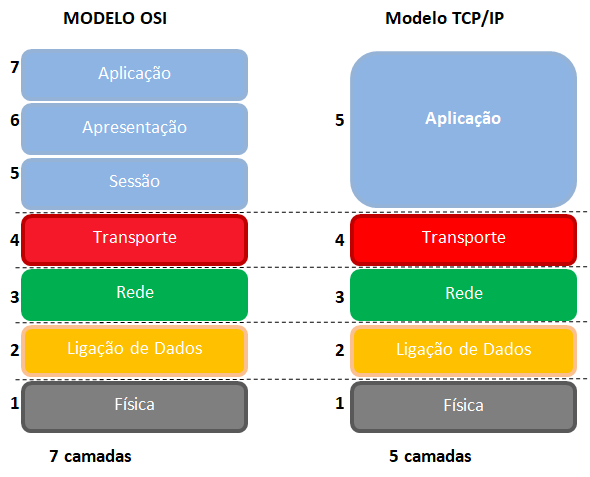 MODELO OSI
7 Aplicação
6 Apresentação
5 Sessão
4 Transporte
3 Rede
2 Ligação de Dados
1 Física
7 camadas
Modelo TCP/IP
5 Aplicação
4 Transporte
3 Rede
2 Ligação de Dados
1 Física
5 camadas